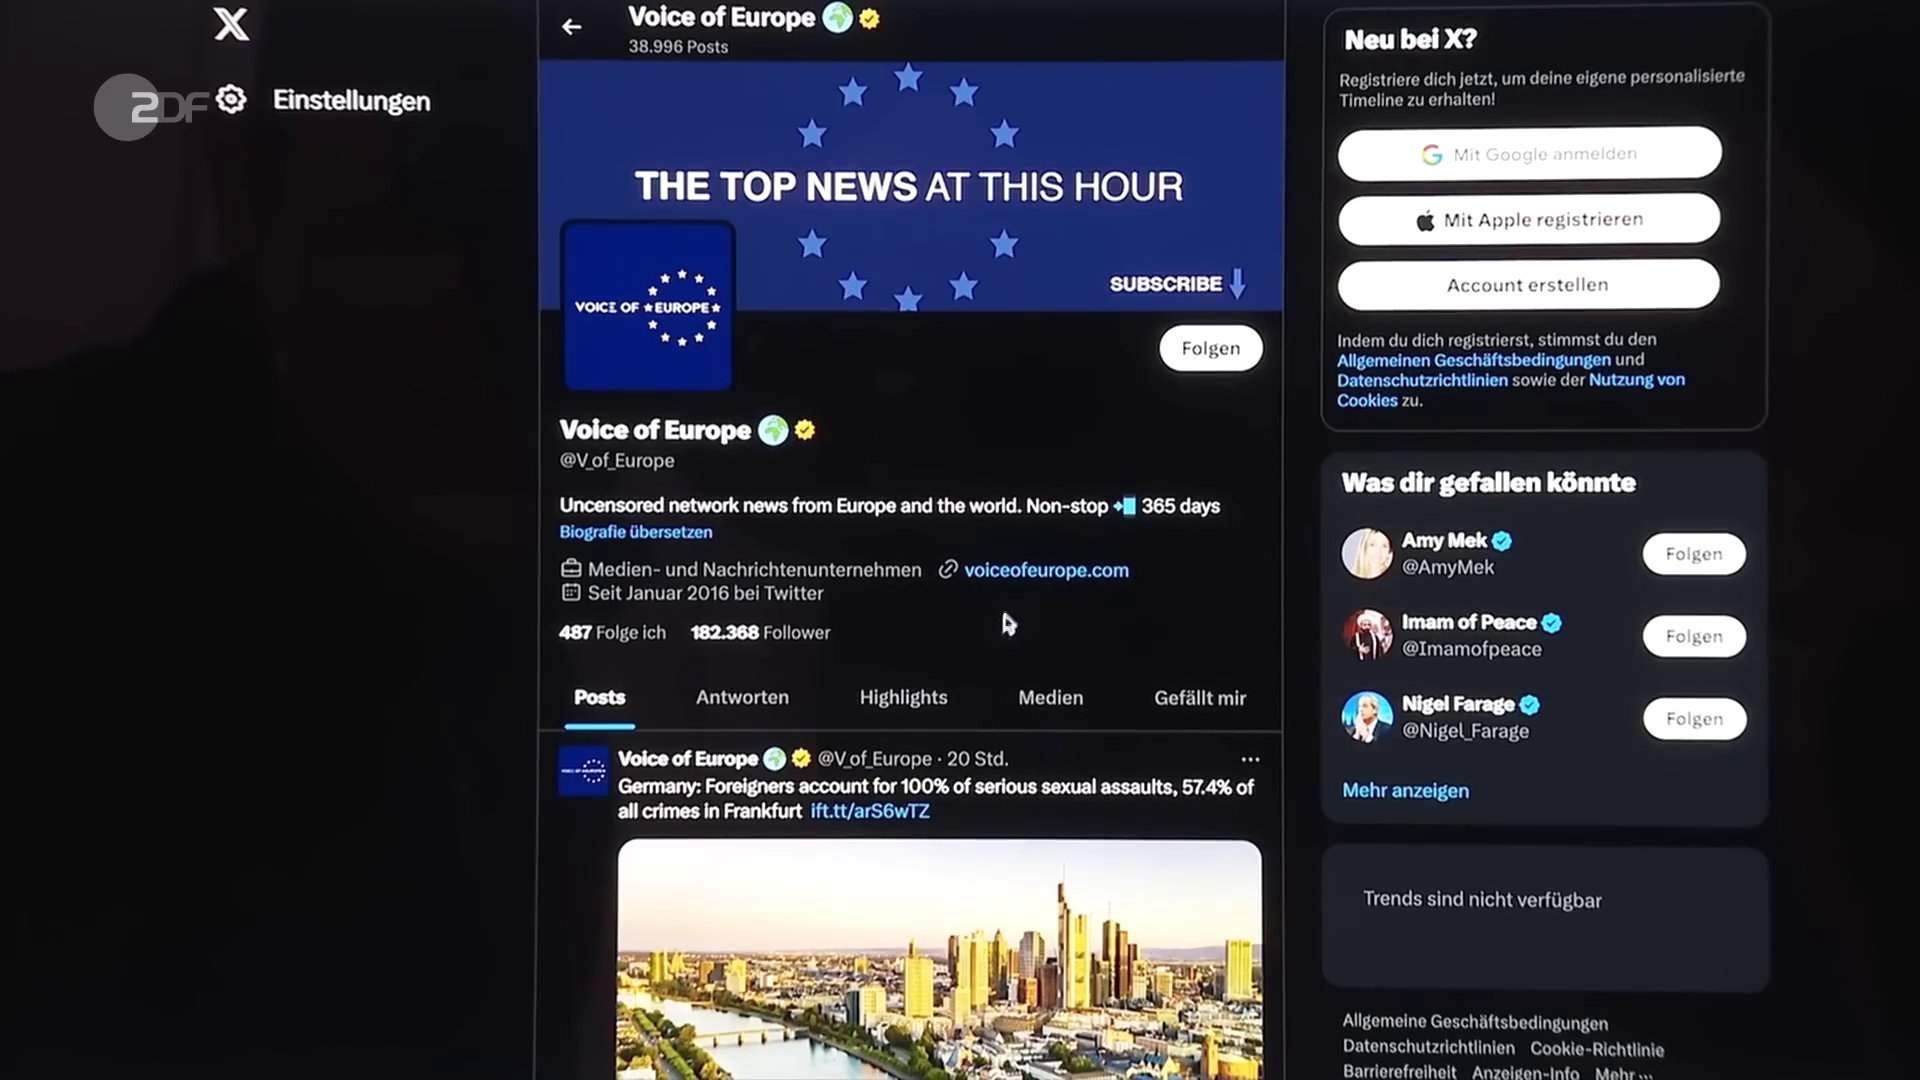 X
ZDF
Einstellungen
Voice of Europe
38.996 Posts
THE TOP NEWS AT THIS HOUR
SUBSCRIBE
VOICE OF EUROPE
Folgen
Voice of Europe
@V_of_Europe
Uncensored network news from Europe and the world. Non-stop 365 days
Biografie übersetzen
Medien- und Nachrichtenunternehmen voiceofeurope.com
Seit Januar 2016 bei Twitter
487 Folge ich 182.368 Follower
Posts Antworten Highlights Medien Gefällt mir
Voice of Europe @V_of_Europe · 20 Std.
Germany: Foreigners account for 100% of serious sexual assaults, 57.4% of
all crimes in Frankfurt ift.tt/arS6wTZ
Neu bei X?
Registriere dich jetzt, um deine eigene personalisierte
Timeline zu erhalten!
Mit Google anmelden
Mit Apple registrieren
Account erstellen
Indem du dich registrierst, stimmst du den
Allgemeinen Geschäftsbedingungen und
Datenschutzrichtlinien sowie der Nutzung von
Cookies zu.
Was dir gefallen könnte
Amy Mek
@AmyMek
Folgen
Imam of Peace
@Imamofpeace
Folgen
Nigel Farage
@Nigel_Farage
Folgen
Mehr anzeigen
Trends sind nicht verfügbar
Allgemeine Geschäftsbedingungen
Datenschutzrichtlinien Cookie-Richtlinie
Barrierefreiheit Anzeigen-Info Mehr ...